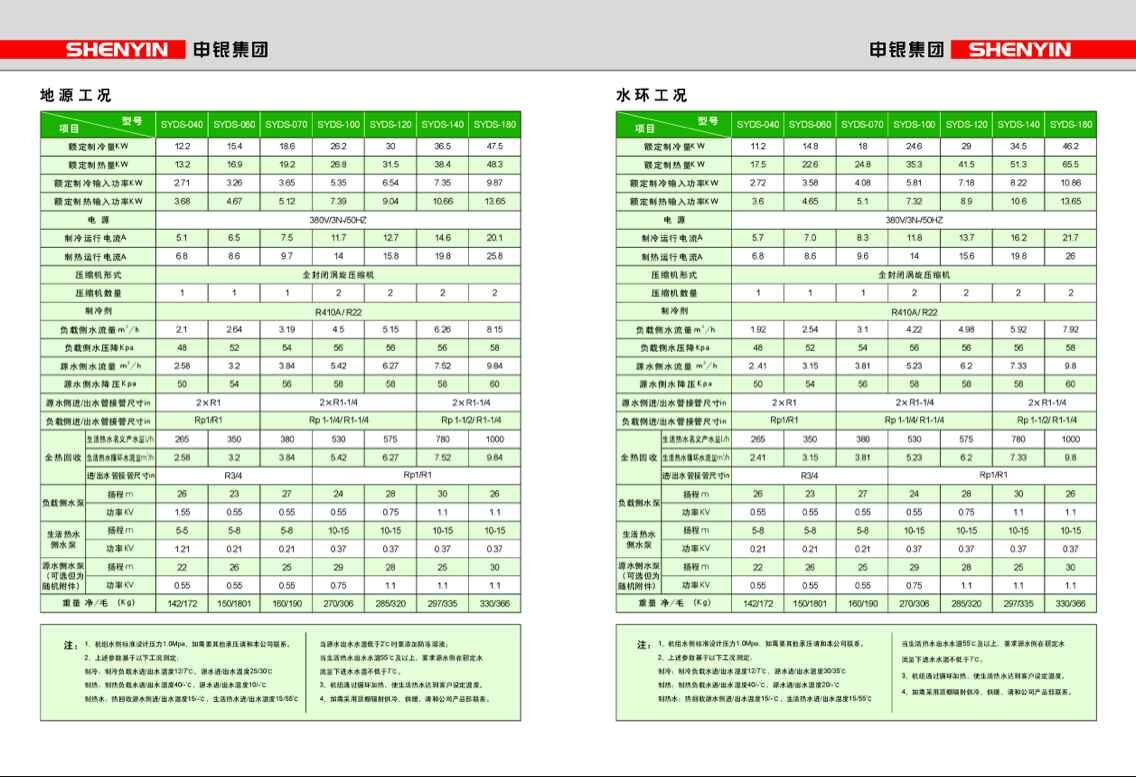 SHENYIN 申银集团
申银集团 SHENYIN
地源工况
型号 项目 SYDS-040 SYDS-060 SYDS-070 SYDS-100 SYDS-120 SYDS-140 SYDS-180
额定制冷量KW 12.2 15.4 18.6 26.2 30 36.5 47.5
额定制热量KW 13.2 16.9 19.2 26.8 31.5 38.4 48.3
额定制冷输入功率KW 2.71 3.26 3.65 5.35 6.54 7.35 9.87
额定制热输入功率KW 3.68 4.67 5.12 7.39 9.04 10.66 13.65
电 源 380V/3N-/50HZ
制冷运行电流A 5.1 6.5 7.5 11.7 12.7 14.6 20.1
制热运行电流A 6.8 8.6 9.7 14 15.8 19.8 25.8
压缩机形式 全封闭涡旋压缩机
压缩机数量 1 1 1 2 2 2 2
制冷剂 R410A/R22
负载侧水流量 m³/h 2.1 2.64 3.19 4.5 5.15 6.26 8.15
负载侧水压降Kpa 48 52 54 56 56 56 58
源水侧水流量 m³/h 2.58 3.2 3.84 5.42 6.27 7.52 9.84
源水侧水降压Kpa 50 54 56 58 58 58 60
源水侧进/出水管接管尺寸in 2×R1 2×R1-1/4 2×R1-1/4
负载侧进/出水管接管尺寸in Rp1/R1 Rp 1-1/4/ R1-1/4 Rp 1-1/2/ R1-1/4
全热回收 生活热水名义产水量l/h 265 350 380 530 575 780 1000
生活热水循环水流量m³/h 2.58 3.2 3.84 5.42 6.27 7.52 9.84
进/出水管接管尺寸in R3/4 Rp1/R1
负载侧水泵 扬程m 26 23 27 24 28 30 26
功率KV 1.55 0.55 0.55 0.55 0.75 1.1 1.1
生活热水侧水泵 扬程m 5-5 5-8 5-8 10-15 10-15 10-15 10-15
功率KV 1.21 0.21 0.21 0.37 0.37 0.37 0.37
源水侧水泵(可选但为随机附件) 扬程m 22 26 25 29 28 25 30
功率KV 0.55 0.55 0.55 0.75 1.1 1.1 1.1
重量 净/毛 (Kg) 142/172 150/1801 160/190 270/306 285/320 297/335 330/366
注: 1、机组水侧标准设计压力1.0Mpa, 如需要其他承压请和本公司联系。
2、上述参数基于以下工况测定:
制冷: 制冷负载水进/出水温度12/7℃, 源水进/出水温度25/30℃
制热: 制热负载水进/出水温度40/-℃, 源水进/出水温度10/-℃
制热水: 热回收源水侧进/出水温度15/-℃, 生活热水进/出水温度15/55℃
当源水出水水温低于2℃时要添加防冻溶液;
当生活热水出水水温55℃及以上, 要求源水侧在额定水
流量下进水水温不低于7℃。
3、机组通过循环加热, 使生活热水达到客户设定温度。
4、如需采用顶棚辐射供冷、供暖, 请和公司产品部联系。
水环工况
型号 项目 SYDS-040 SYDS-060 SYDS-070 SYDS-100 SYDS-120 SYDS-140 SYDS-180
额定制冷量KW 11.2 14.8 18 24.6 29 34.5 46.2
额定制热量KW 17.5 22.6 24.8 35.3 41.5 51.3 65.5
额定制冷输入功率KW 2.72 3.58 4.08 5.81 7.18 8.22 10.86
额定制热输入功率KW 3.6 4.65 5.1 7.32 8.9 10.6 13.65
电 源 380V/3N-/50HZ
制冷运行电流A 5.7 7.0 8.3 11.8 13.7 16.2 21.7
制热运行电流A 6.8 8.6 9.6 14 15.6 19.8 26
压缩机形式 全封闭涡旋压缩机
压缩机数量 1 1 1 2 2 2 2
制冷剂 R410A/R22
负载侧水流量 m³/h 1.92 2.54 3.1 4.22 4.98 5.92 7.92
负载侧水压降Kpa 48 52 54 56 56 56 58
源水侧水流量 m³/h 2. 41 3.15 3.81 5.23 6.2 7.33 9.8
源水侧水降压Kpa 50 54 56 58 58 58 60
源水侧进/出水管接管尺寸in 2×R1 2×R1-1/4 2×R1-1/4
负载侧进/出水管接管尺寸in Rp1/R1 Rp 1-1/4/ R1-1/4 Rp 1-1/2/ R1-1/4
全热回收 生活热水名义产水量l/h 265 350 380 530 575 780 1000
生活热水循环水流量m³/h 2.41 3.15 3.81 5.23 6.2 7.33 9.8
进/出水管接管尺寸in R3/4 Rp1/R1
负载侧水泵 扬程m 26 23 27 24 28 30 26
功率KV 0.55 0.55 0.55 0.55 0.75 1.1 1.1
生活热水侧水泵 扬程m 5-8 5-8 5-8 10-15 10-15 10-15 10-15
功率KV 0.21 0.21 0.21 0.37 0.37 0.37 0.37
源水侧水泵(可选但为随机附件) 扬程m 22 26 25 29 28 25 30
功率KV 0.55 0.55 0.55 0.75 1.1 1.1 1.1
重量 净/毛 (Kg) 142/172 150/1801 160/190 270/306 285/320 297/335 330/366
注: 1、机组水侧标准设计压力1.0Mpa, 如需要其他承压请和本公司联系。
2、上述参数基于以下工况测定:
制冷: 制冷负载水进/出水温度12/7℃, 源水进/出水温度30/35℃
制热: 制热负载水进/出水温度40/-℃, 源水进/出水温度20/-℃
制热水: 热回收源水侧进/出水温度15/-℃, 生活热水进/出水温度15/55℃
当生活热水出水水温55℃及以上, 要求源水侧在额定水
流量下进水水温不低于7℃。
3、机组通过循环加热, 使生活热水达到客户设定温度。
4、如需采用顶棚辐射供冷、供暖, 请和公司产品部联系。